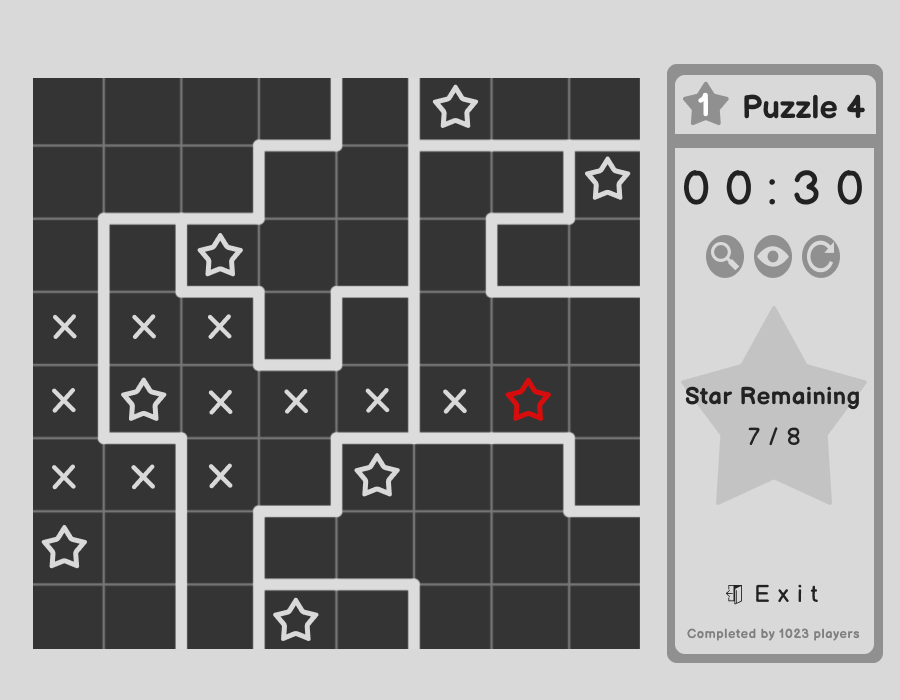 1 Puzzle 4
00:30
Star Remaining
7 / 8
Exit
Completed by 1023 players